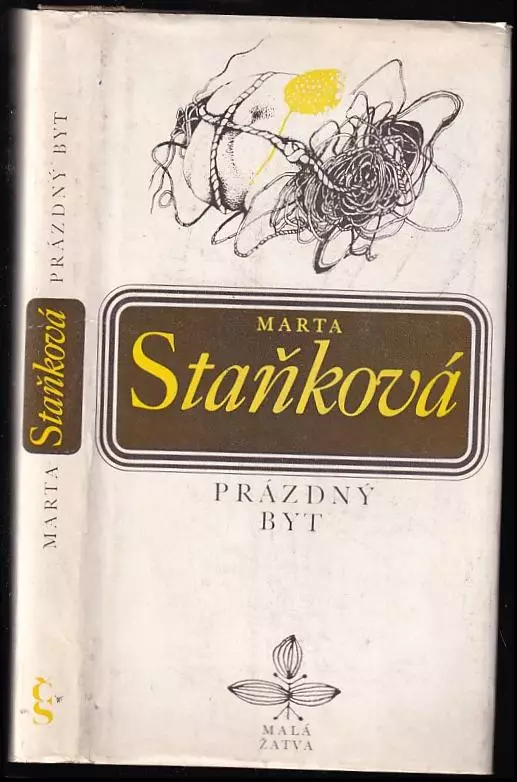 MARTA
Staňková
PRÁZDNÝ
BYT
MALÁ
ŽATVA
MARTA Staňková PRÁZDNÝ BYT
ČS